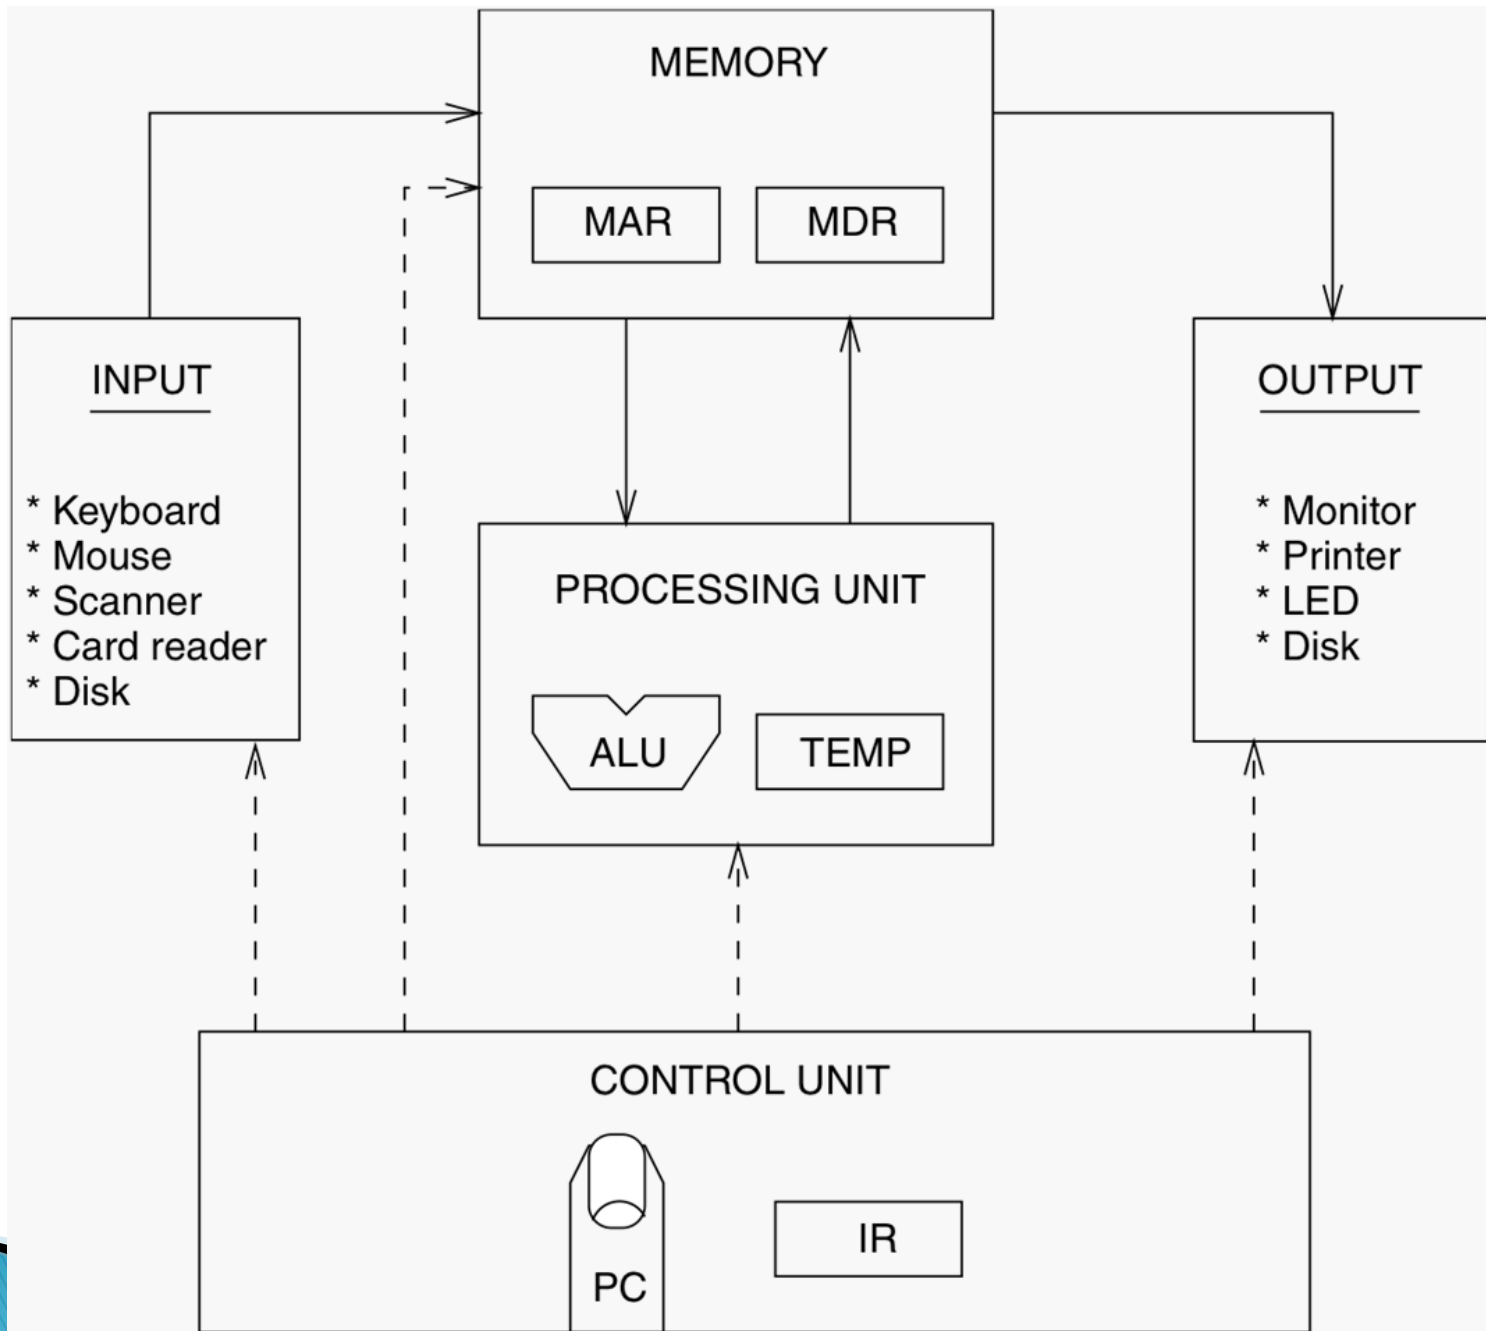 MEMORY
MAR
MDR
INPUT
* Keyboard
* Mouse
* Scanner
* Card reader
* Disk
PROCESSING UNIT
ALU
TEMP
OUTPUT
* Monitor
* Printer
* LED
* Disk
CONTROL UNIT
PC
IR